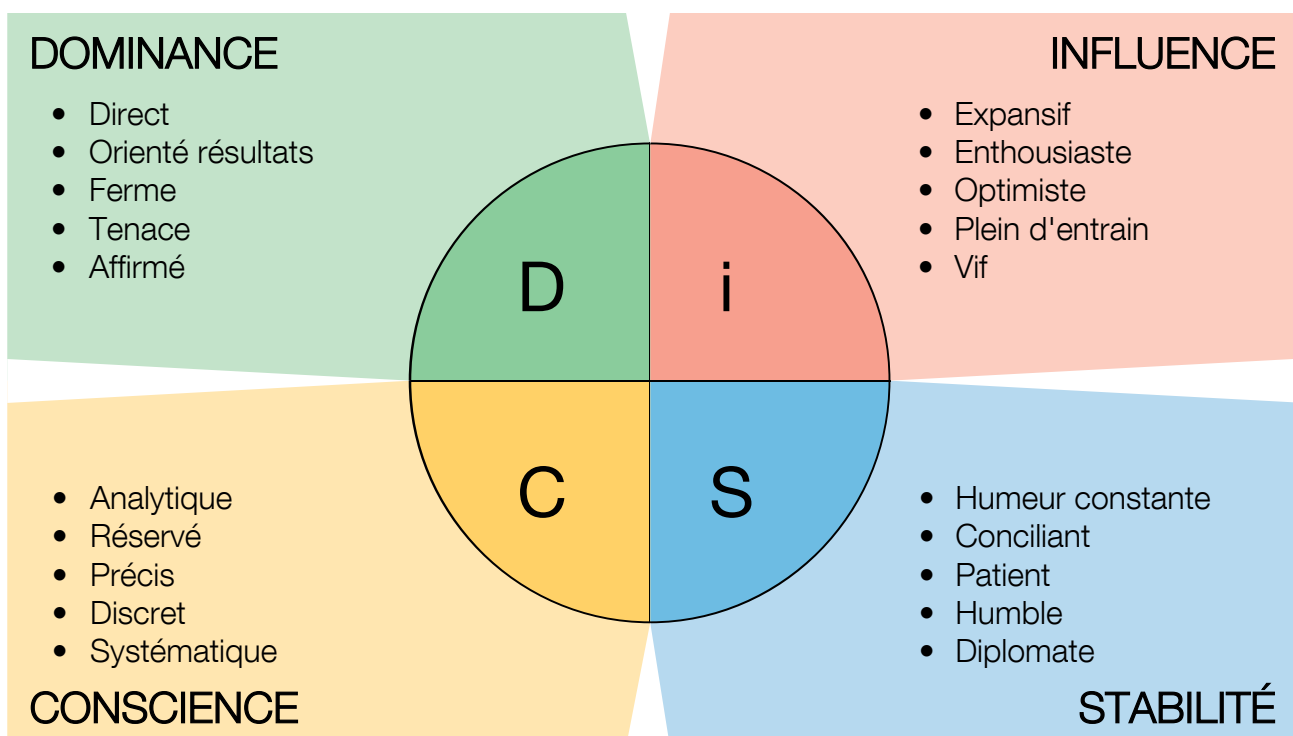 DOMINANCE
• Direct
• Orienté résultats
• Ferme
• Tenace
• Affirmé
INFLUENCE
• Expansif
• Enthousiaste
• Optimiste
• Plein d'entrain
• Vif
D
i
C
S
• Analytique
• Réservé
• Précis
• Discret
• Systématique
CONSCIENCE
• Humeur constante
• Conciliant
• Patient
• Humble
• Diplomate
STABILITÉ